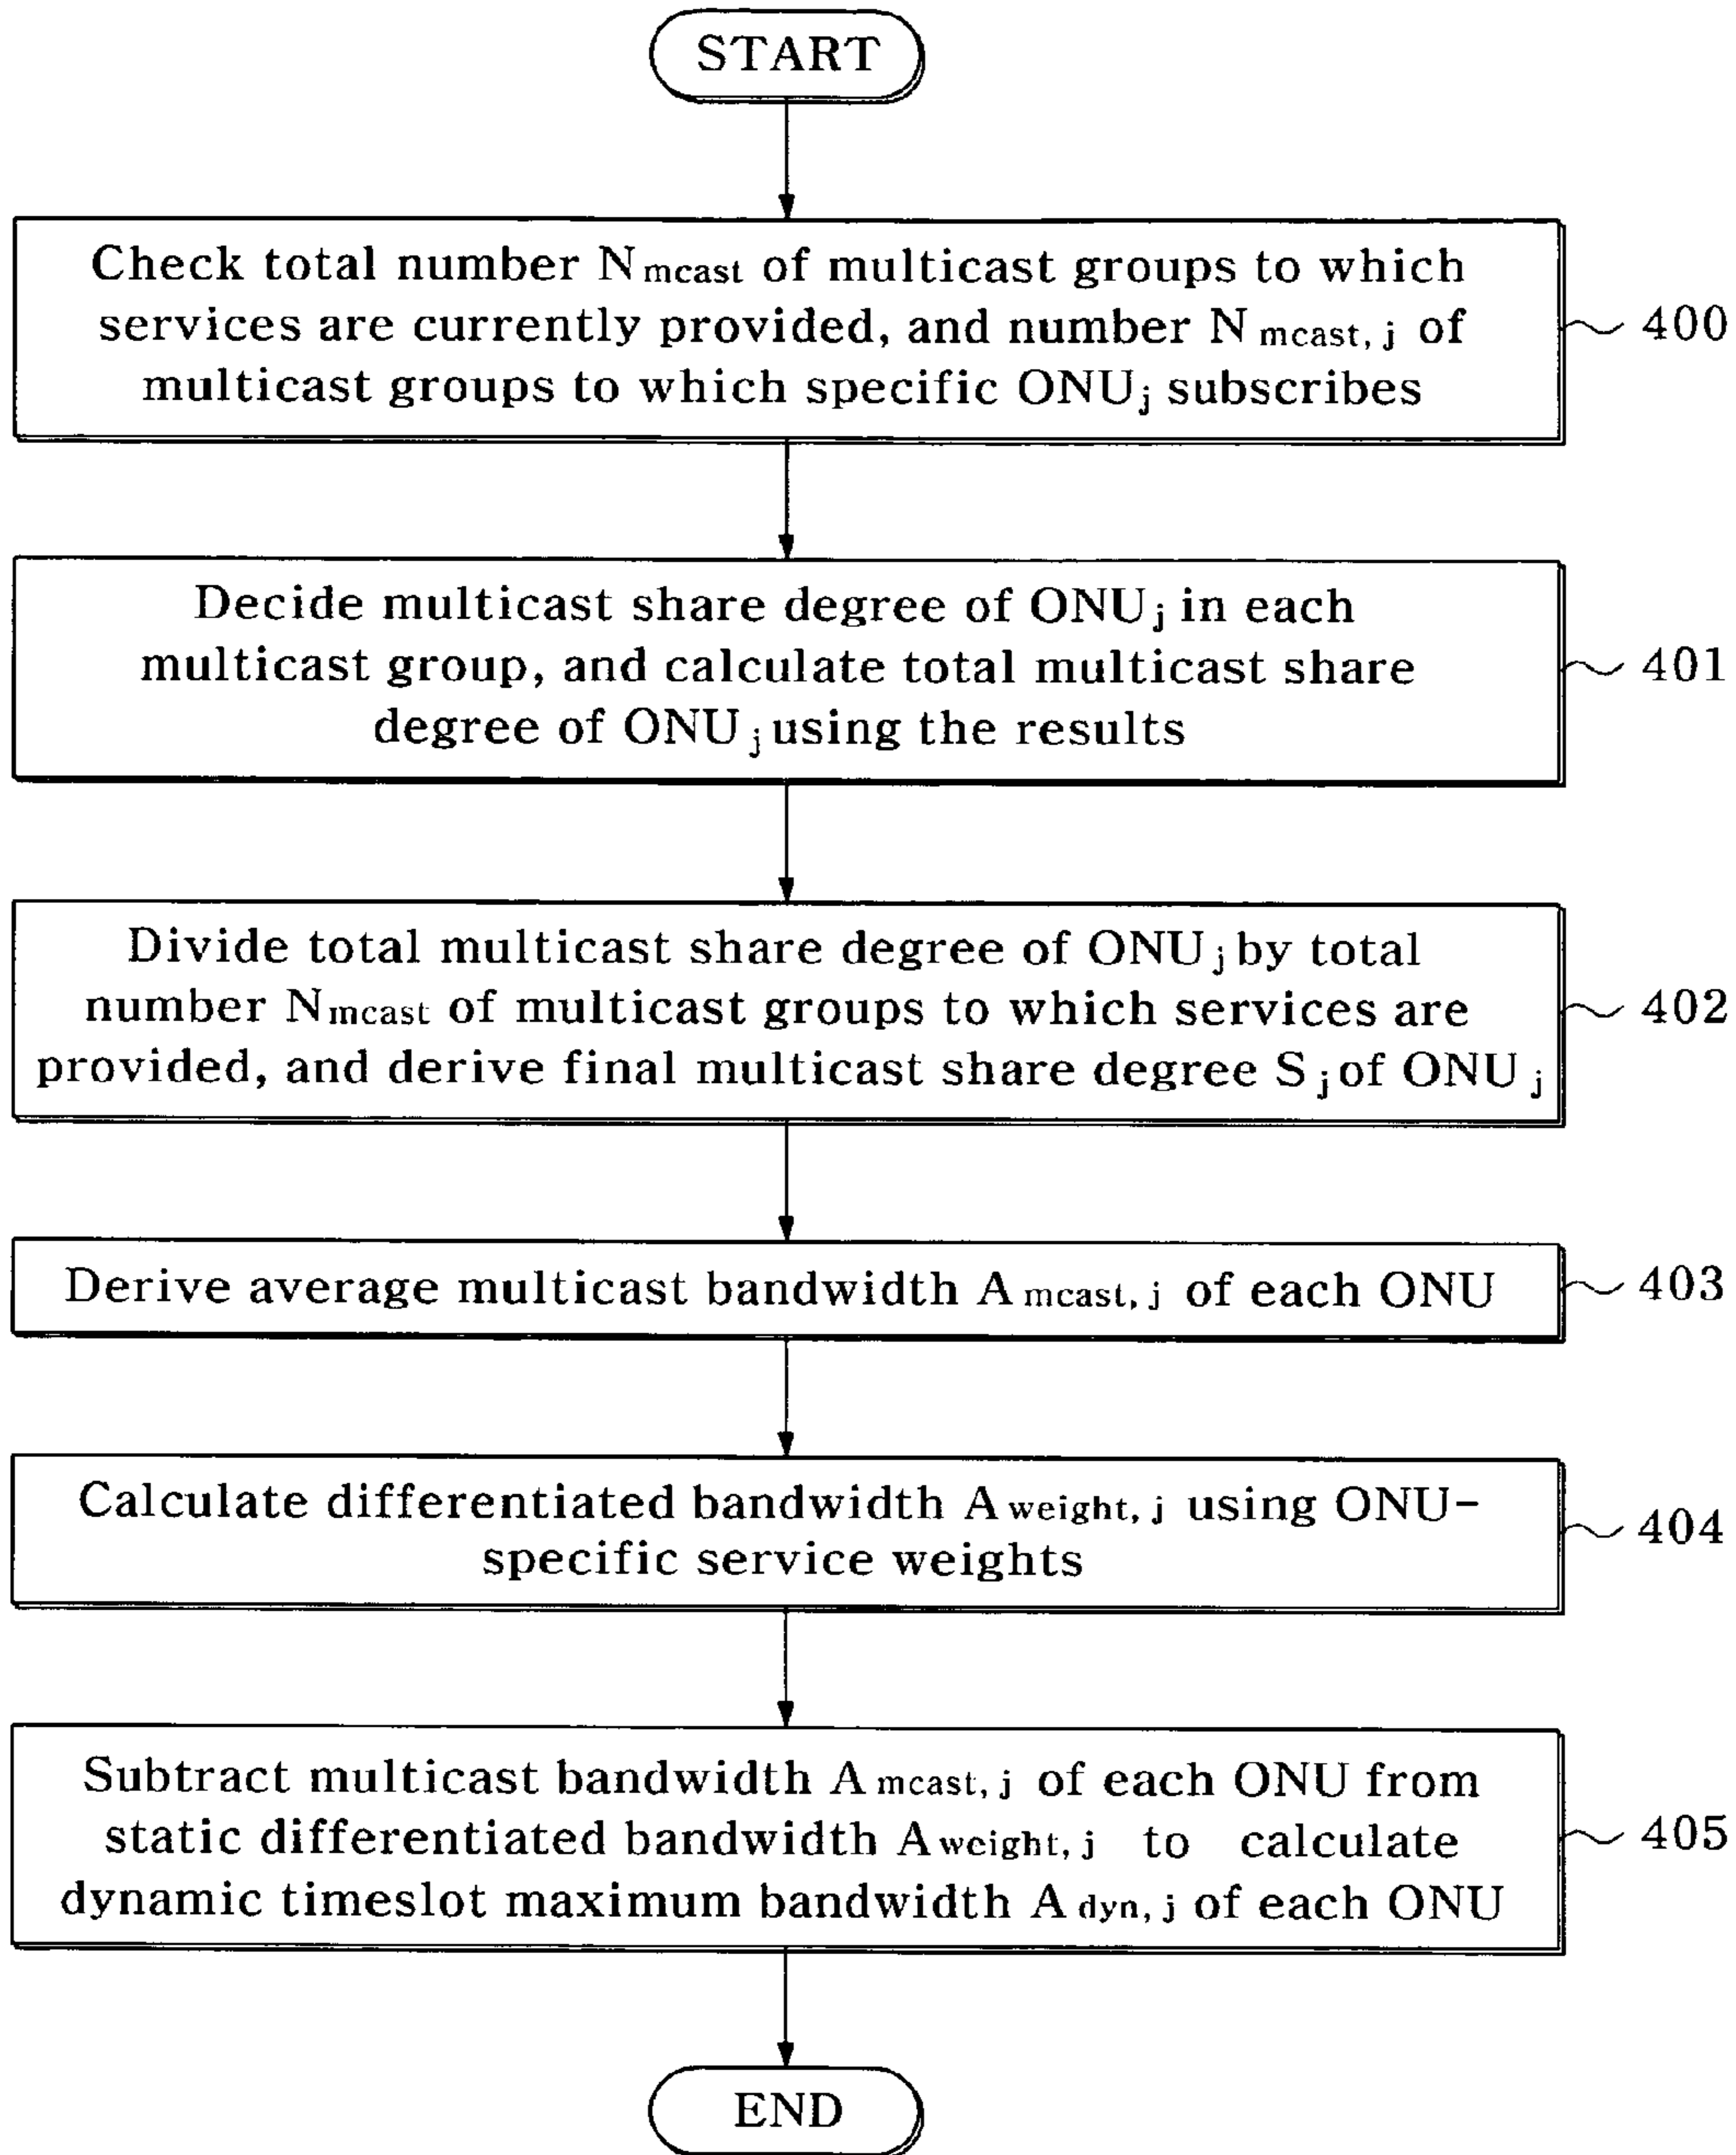 START
Check total number Nmcast of multicast groups to which
services are currently provided, and number Nmcast, j of
multicast groups to which specific ONUj subscribes
400
Decide multicast share degree of ONUj in each
multicast group, and calculate total multicast share
degree of ONUj using the results
401
Divide total multicast share degree of ONUj by total
number Nmcast of multicast groups to which services are
provided, and derive final multicast share degree Sj of ONUj
402
Derive average multicast bandwidth Amcast, j of each ONU
403
Calculate differentiated bandwidth Aweight, j using ONU-
specific service weights
404
Subtract multicast bandwidth Amcast, j of each ONU from
static differentiated bandwidth Aweight, j to calculate
dynamic timeslot maximum bandwidth Adyn, j of each ONU
405
END